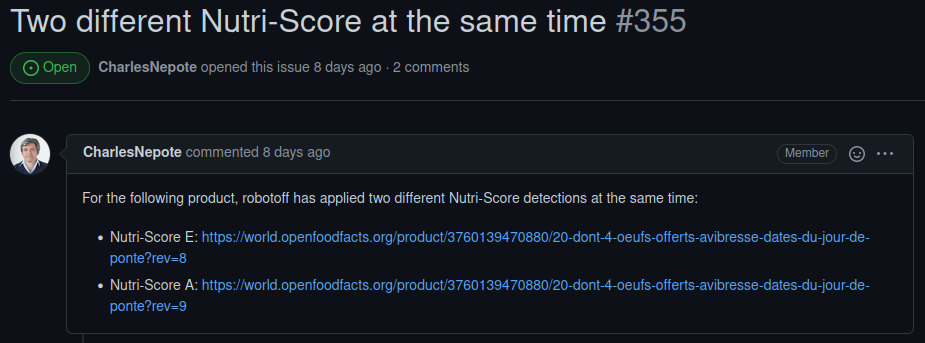 Two different Nutri-Score at the same time #355
Open CharlesNepote opened this issue 8 days ago · 2 comments
CharlesNepote commented 8 days ago Member
For the following product, robotoff has applied two different Nutri-Score detections at the same time:
• Nutri-Score E: https://world.openfoodfacts.org/product/3760139470880/20-dont-4-oeufs-offerts-avibresse-dates-du-jour-de-
ponte?rev=8
• Nutri-Score A: https://world.openfoodfacts.org/product/3760139470880/20-dont-4-oeufs-offerts-avibresse-dates-du-jour-de-
ponte?rev=9